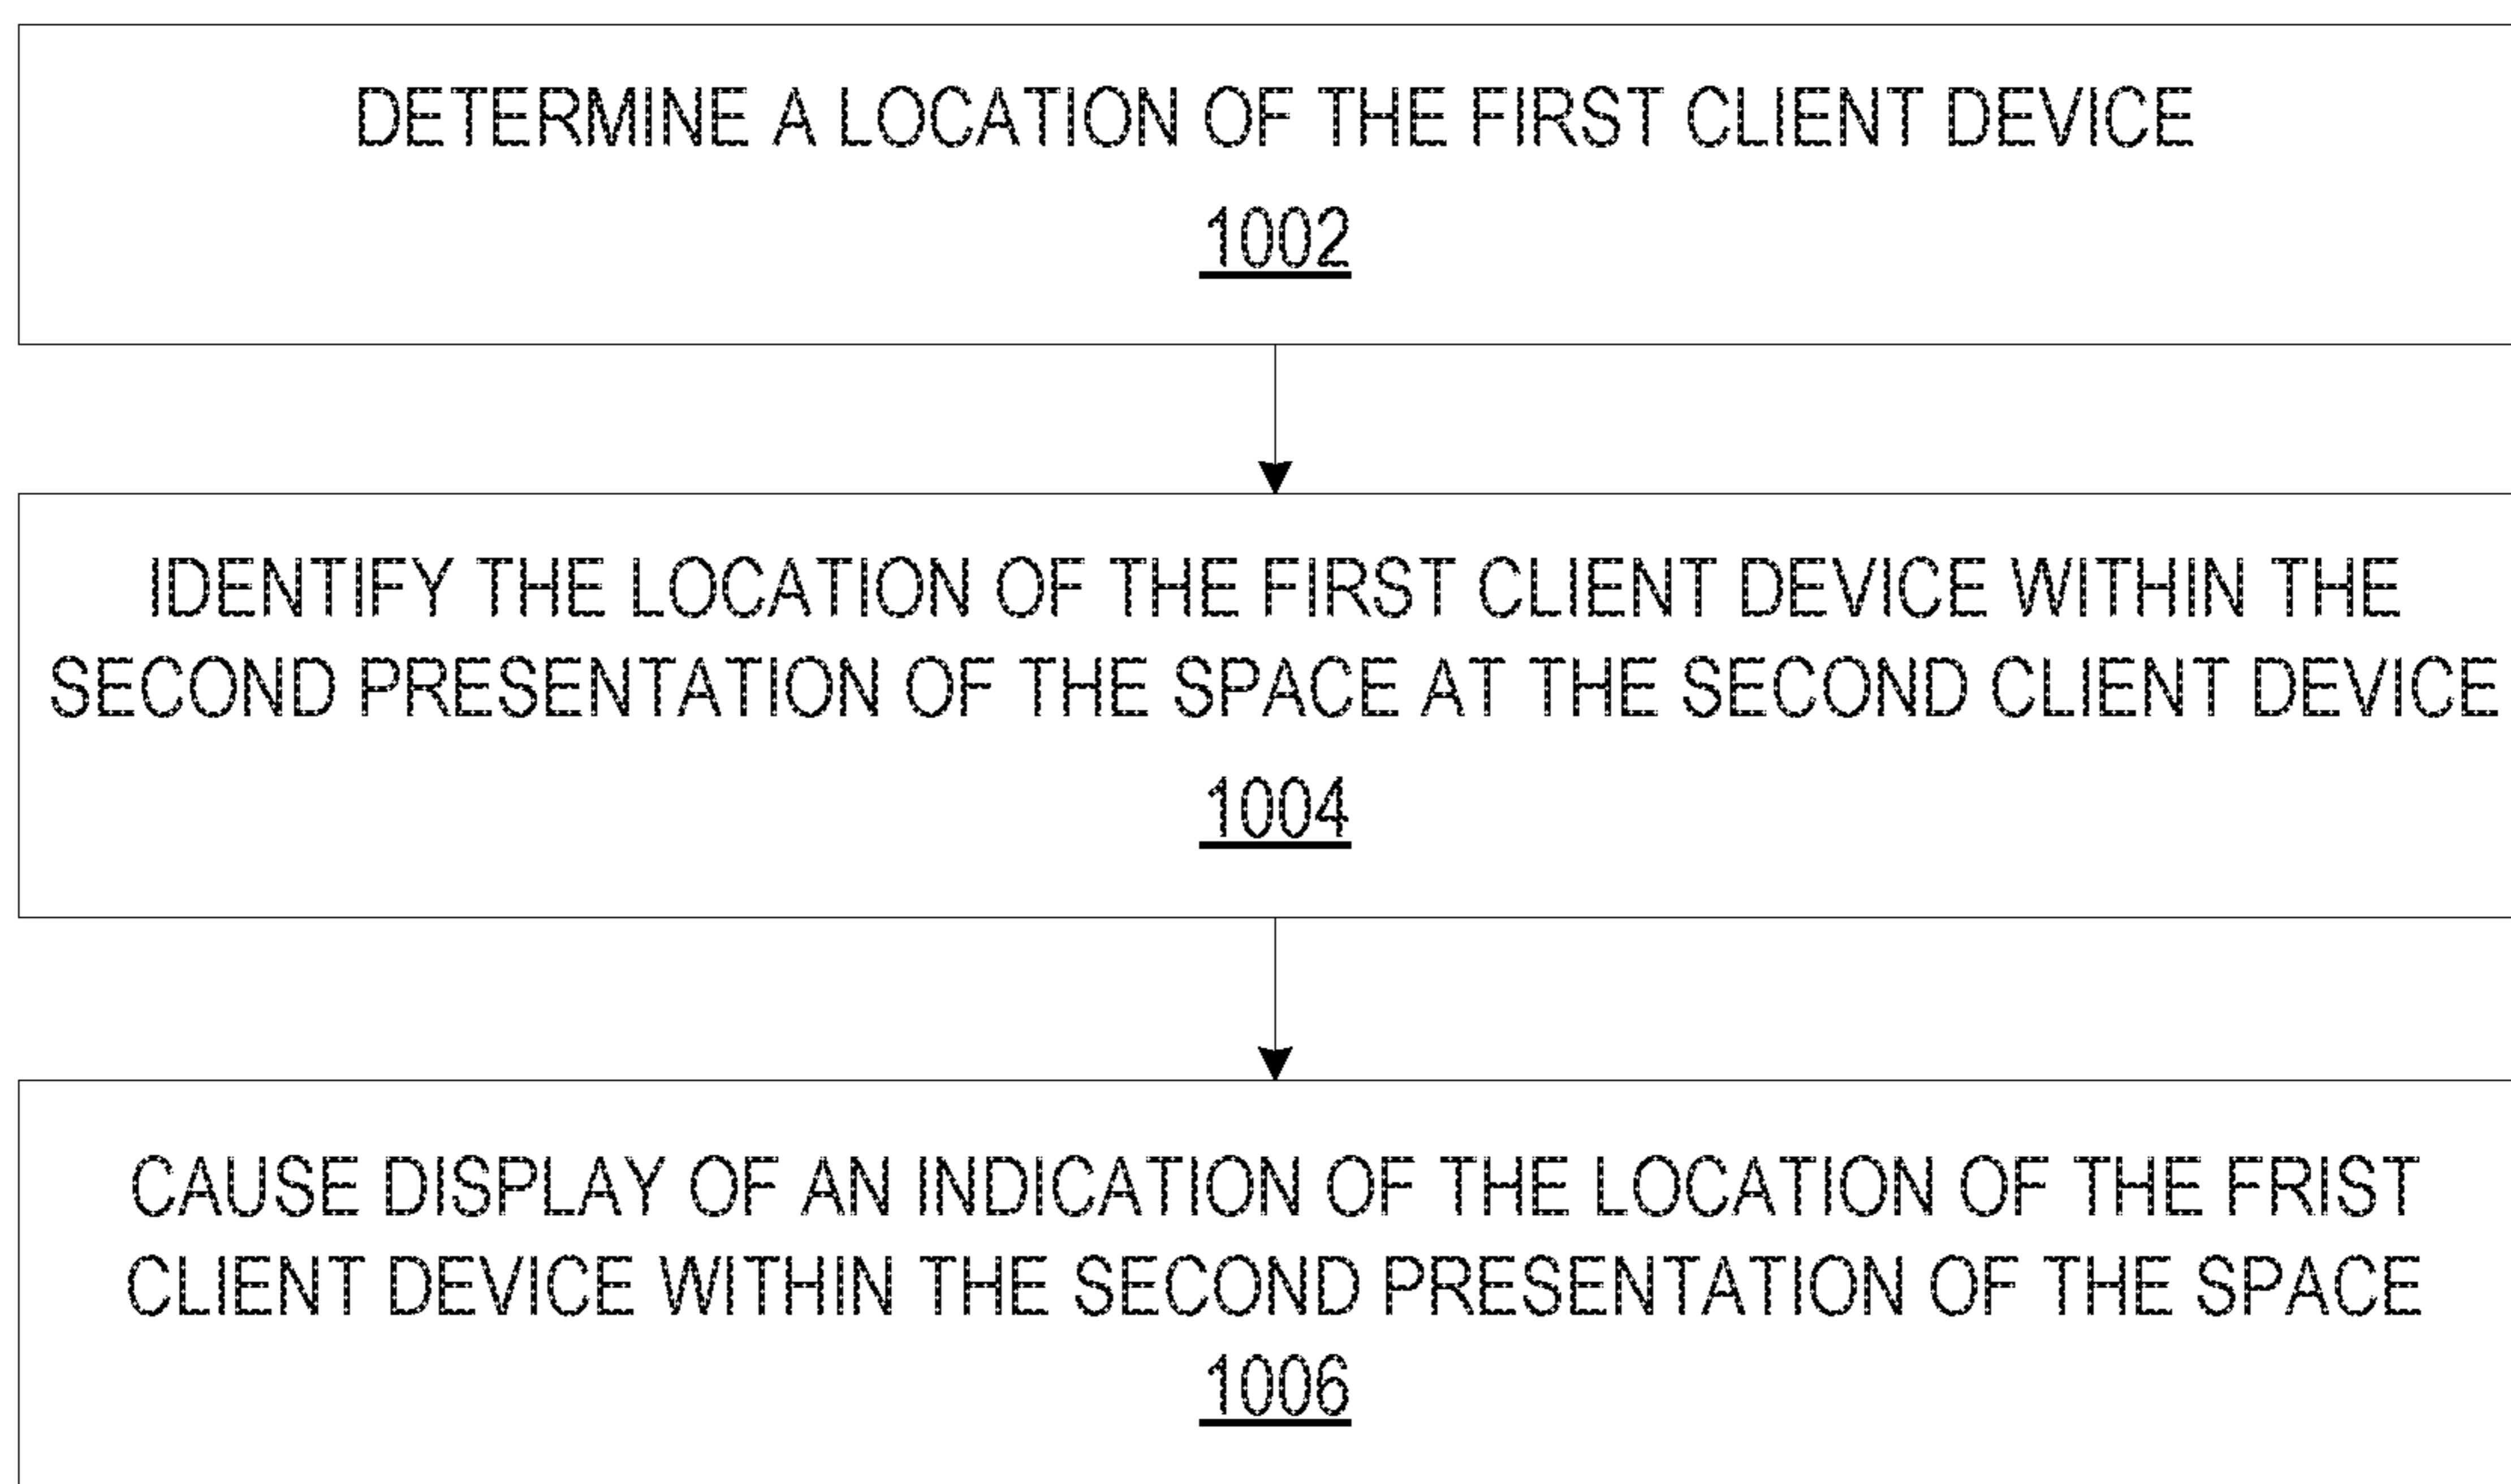 DETERMINE A LOCATION OF THE FIRST CLIENT DEVICE
1002
IDENTIFY THE LOCATION OF THE FIRST CLIENT DEVICE WITHIN THE
SECOND PRESENTATION OF THE SPACE AT THE SECOND CLIENT DEVICE
1004
CAUSE DISPLAY OF AN INDICATION OF THE LOCATION OF THE FRIST
CLIENT DEVICE WITHIN THE SECOND PRESENTATION OF THE SPACE
1006